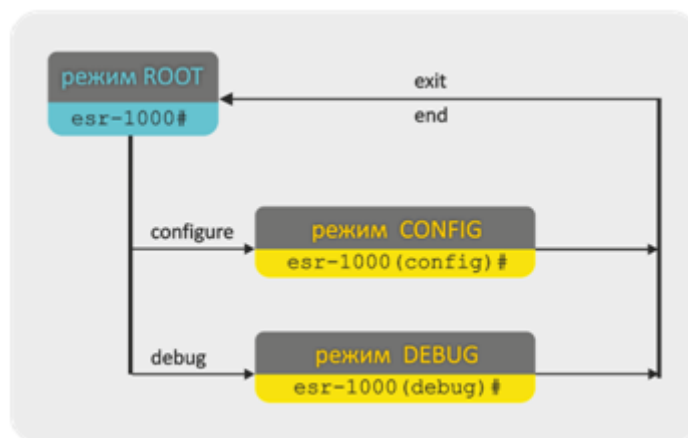 режим ROOT
esr-1000#
exit
end
configure
режим CONFIG
esr-1000(config)#
debug
режим DEBUG
esr-1000(debug)#